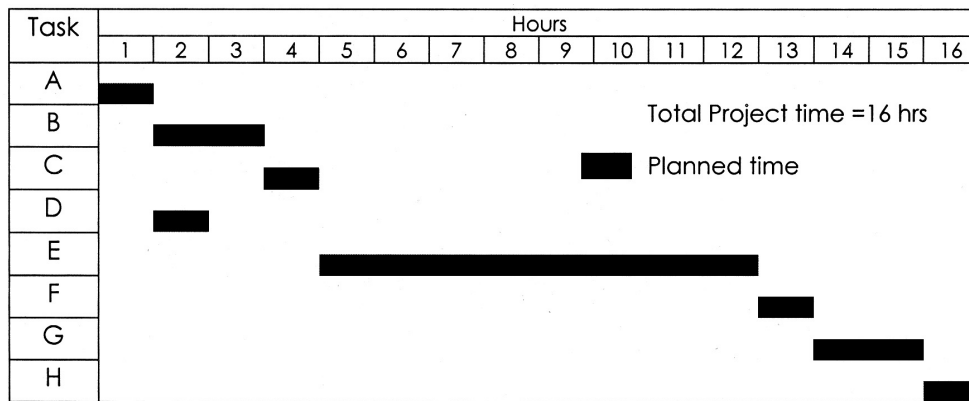 Task
Hours
1 2 3 4 5 6 7 8 9 10 11 12 13 14 15 16
A
Total Project time =16 hrs
B
C
Planned time
D
E
F
G
H